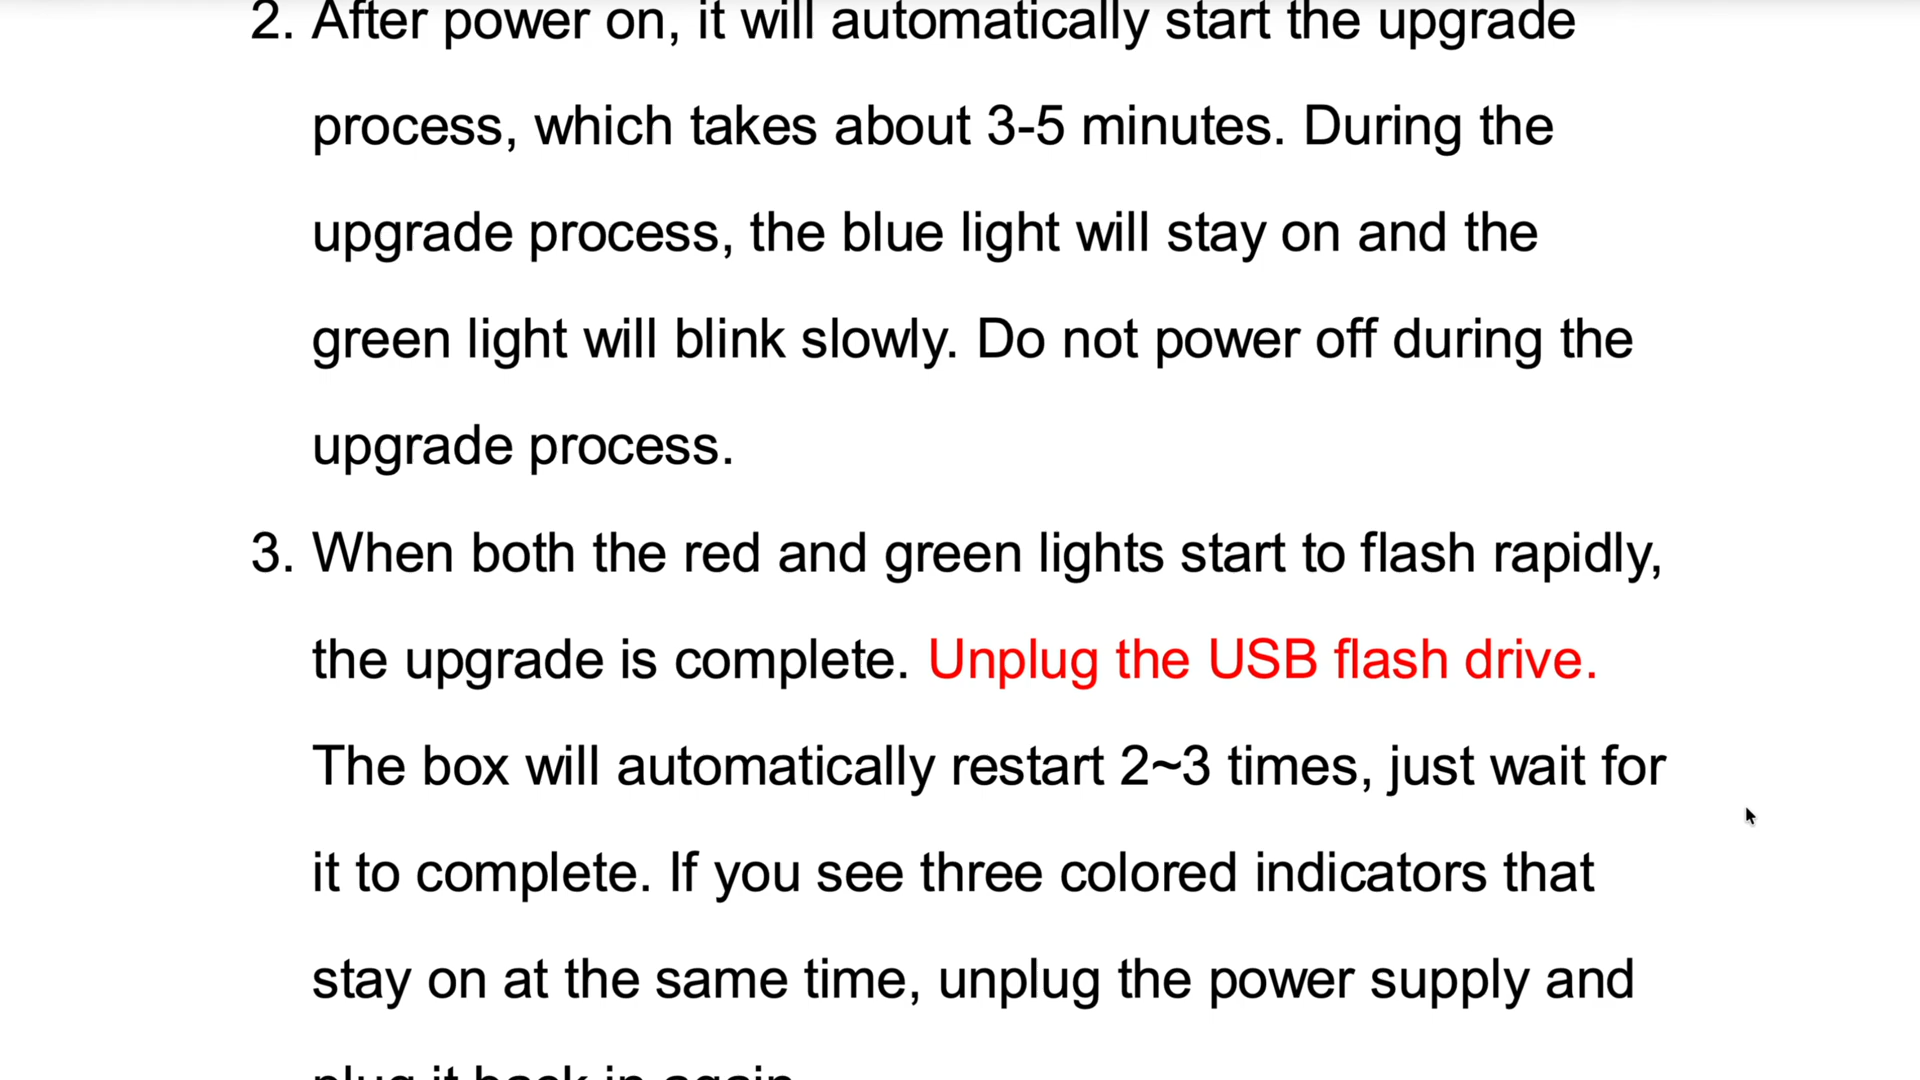 2. After power on, it will automatically start the upgrade
process, which takes about 3-5 minutes. During the
upgrade process, the blue light will stay on and the
green light will blink slowly. Do not power off during the
upgrade process.
3. When both the red and green lights start to flash rapidly,
the upgrade is complete. Unplug the USB flash drive.
The box will automatically restart 2~3 times, just wait for
it to complete. If you see three colored indicators that
stay on at the same time, unplug the power supply and
plug it back in again